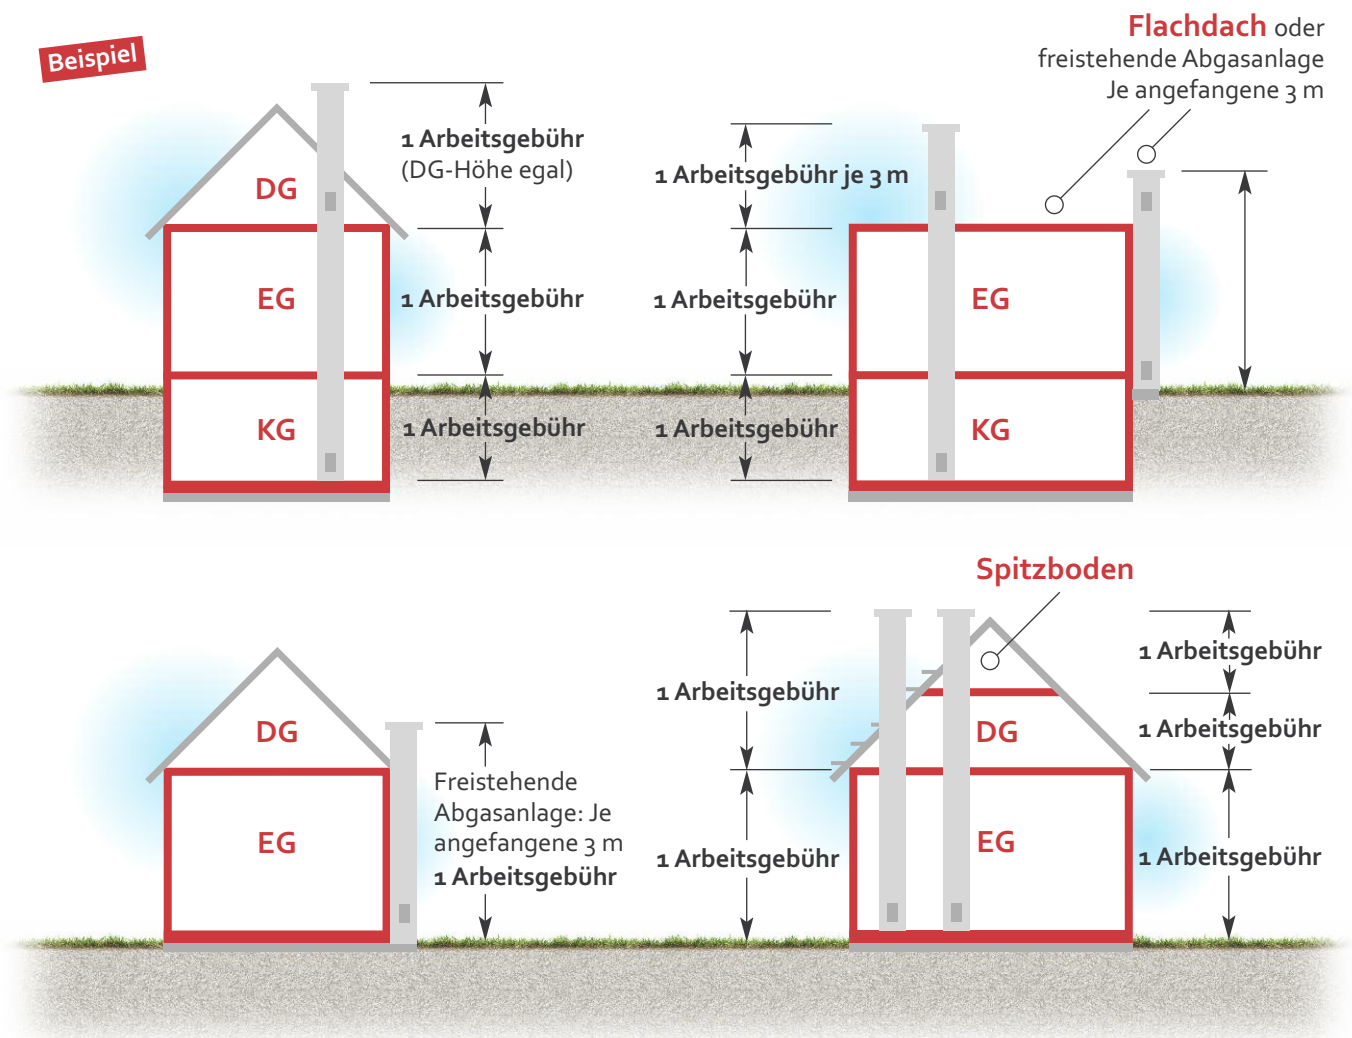 Beispiel
DG
EG
KG
1 Arbeitsgebühr
(DG-Höhe egal)
1 Arbeitsgebühr
1 Arbeitsgebühr
Flachdach oder
freistehende Abgasanlage
Je angefangene 3 m
1 Arbeitsgebühr je 3 m
1 Arbeitsgebühr
1 Arbeitsgebühr
EG
KG
DG
EG
Freistehende
Abgasanlage: Je
angefangene 3 m
1 Arbeitsgebühr
Spitzboden
1 Arbeitsgebühr
1 Arbeitsgebühr
DG
EG
1 Arbeitsgebühr
1 Arbeitsgebühr
1 Arbeitsgebühr